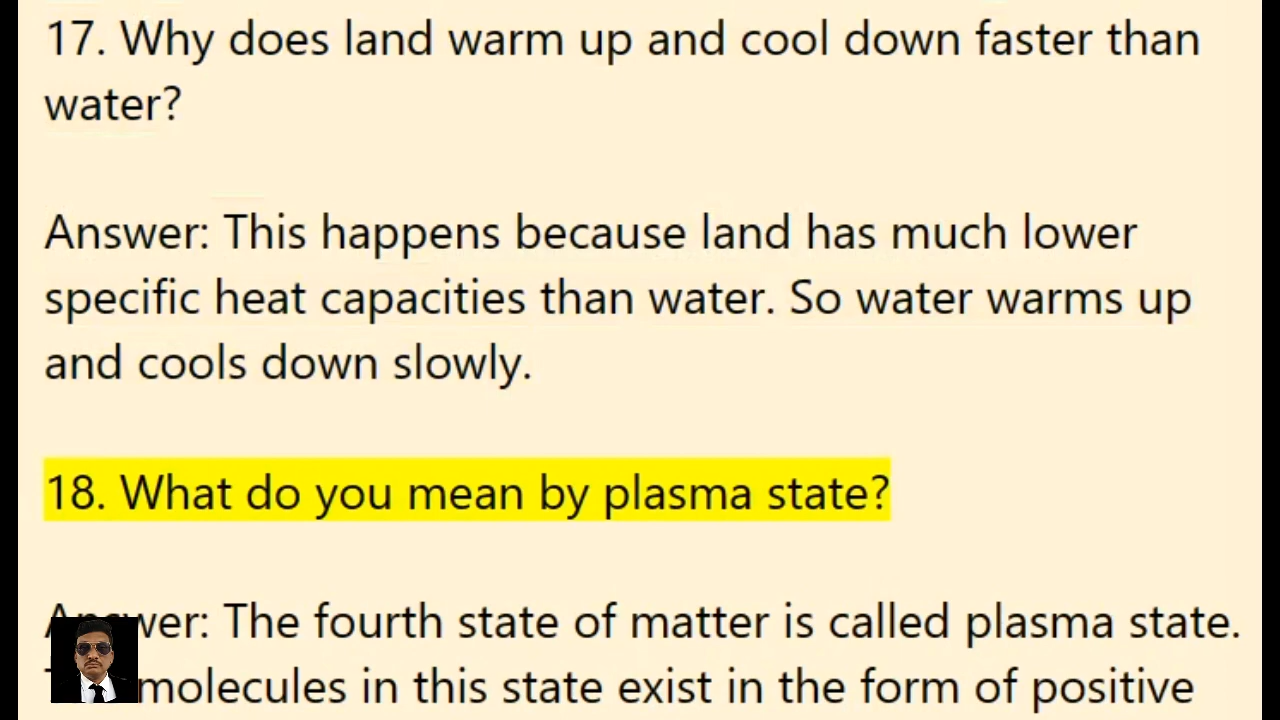 17. Why does land warm up and cool down faster than
water?
Answer: This happens because land has much lower
specific heat capacities than water. So water warms up
and cools down slowly.
18. What do you mean by plasma state?
Answer: The fourth state of matter is called plasma state.
molecules in this state exist in the form of positive